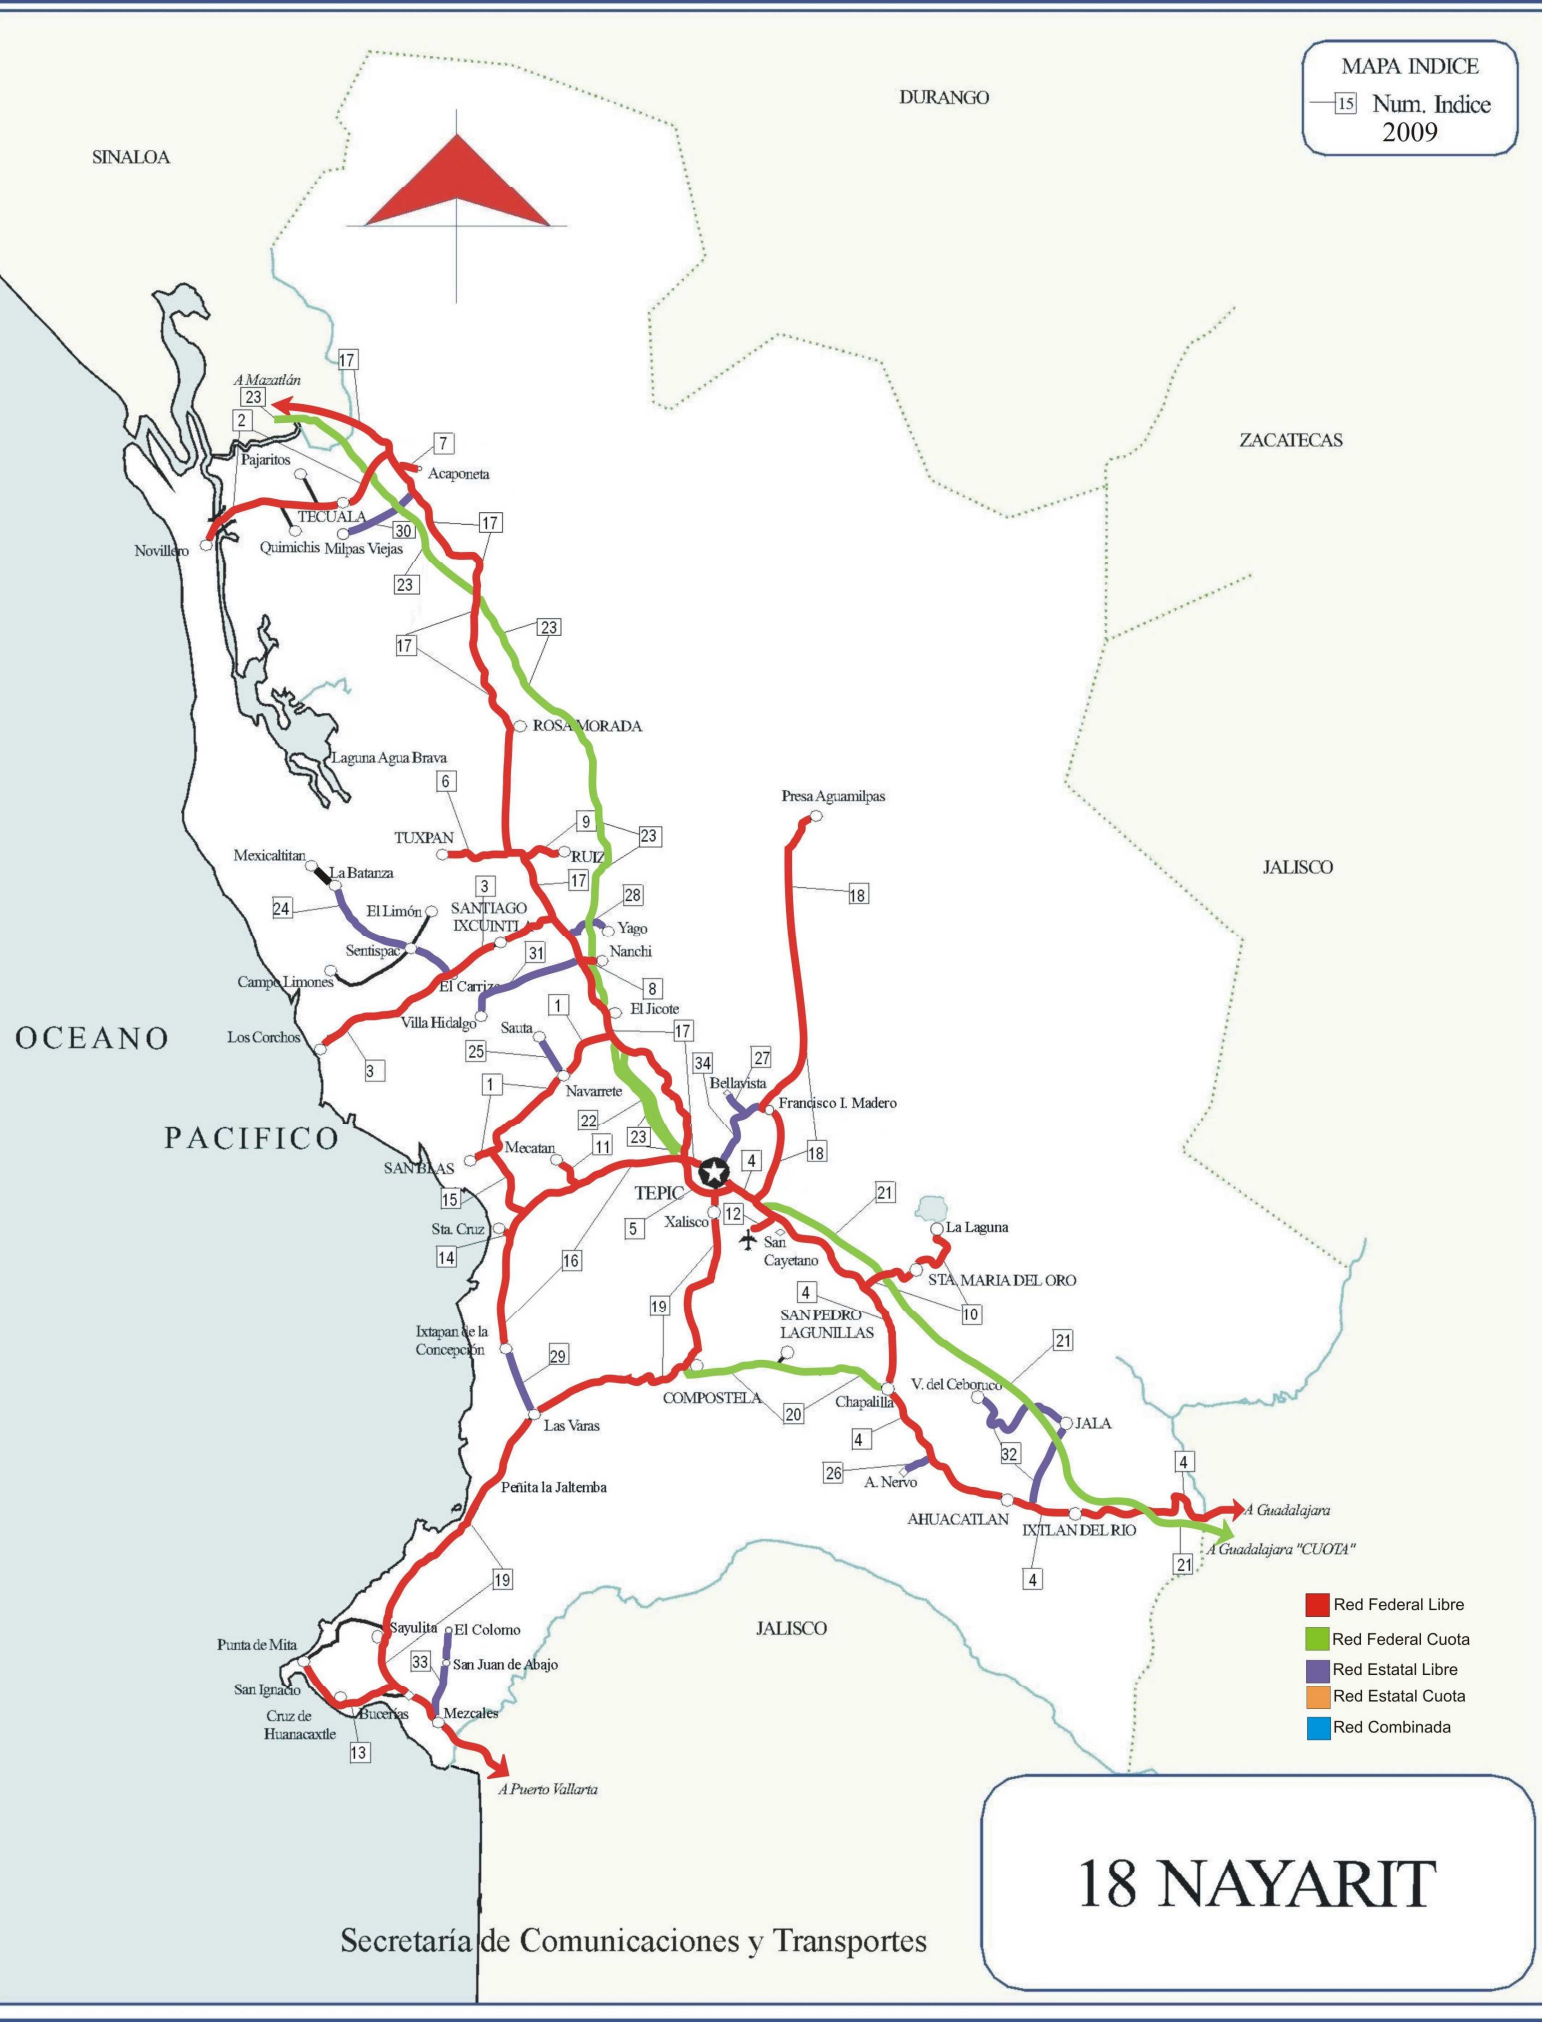 MAPA INDICE
15 Num. Indice
2009
DURANGO
SINALOA
17
A Mazatlán
23
2
7
ZACATECAS
Pajaritos
Acaponeta
TECUALA
17
30
Novillero
Quimichis
Milpas Viejas
23
23
17
ROSAMORADA
Laguna Agua Brava
6
Presa Aguamilpas
9
23
TUXPAN
RUIZ
Mexicaltitan
JALISCO
La Batanza
17
3
28
18
24
El Limón
SANTIAGO
IXCUINTLA
Yago
Sentispac
31
Nanchi
Campo Limones
El Carrizo
8
1
El Jicote
Villa Hidalgo
Sauta
17
OCEANO
Los Corchos
25
34
27
3
1
Navarrete
Bellavista
Francisco I. Madero
22
PACIFICO
23
Mecatan
11
18
SAN BLAS
4
15
TEPIC
21
Xalisco
12
5
Sta. Cruz
La Laguna
14
16
San
Cayetano
STA. MARIA DEL ORO
4
10
19
SAN PEDRO
LAGUNILLAS
Ixtapan de la
Concepción
29
21
V. del Ceboruco
COMPOSTELA
Chapalilla
20
Las Varas
JALA
4
32
26
A. Nervo
4
Peñita la Jaltemba
AHUACATLAN
IXTLAN DEL RIO
A Guadalajara
A Guadalajara "CUOTA"
21
4
19
Red Federal Libre
Sayulita
El Colomo
JALISCO
Red Federal Cuota
Punta de Mita
33
San Juan de Abajo
Red Estatal Libre
San Ignacio
Red Estatal Cuota
Cruz de
Huanacaxtle
Bucerias
Mezcales
Red Combinada
13
A Puerto Vallarta
18 NAYARIT
Secretaría de Comunicaciones y Transportes